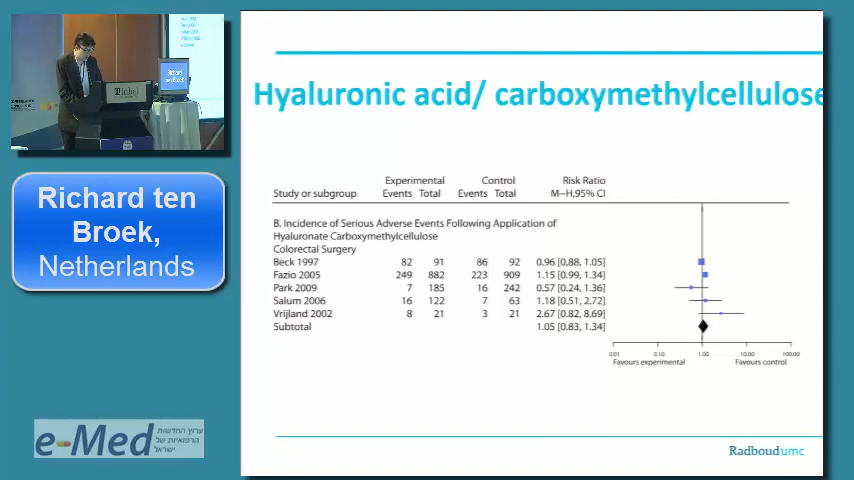 Hyaluronic acid/ carboxymethylcellulose
Experimental Control Risk Ratio
Study or subgroup Events Total Events Total M–H,95% CI
B. Incidence of Serious Adverse Events Following Application of
Hyaluronate Carboxymethylcellulose
Colorectal Surgery
Beck 1997 82 91 86 92 0.96 [0,88, 1.05]
Fazio 2005 249 882 223 909 1.15 [0.99, 1.34]
Park 2009 7 185 16 242 0.57 [0.24, 1.36]
Salum 2006 16 122 7 63 1.18 [0.51, 2.72]
Vrijland 2002 8 21 3 21 2.67 [0.82, 8.69]
Subtotal 1.05 [0.83, 1.34]
0.01 0.10 1.00 10.00 100.00
Favours experimental Favours control
Radboudumc
Richard
ten Broek
Richard ten
Broek,
Netherlands
e-Med
ערוץ החדשות
הרפואיות של
ישראל